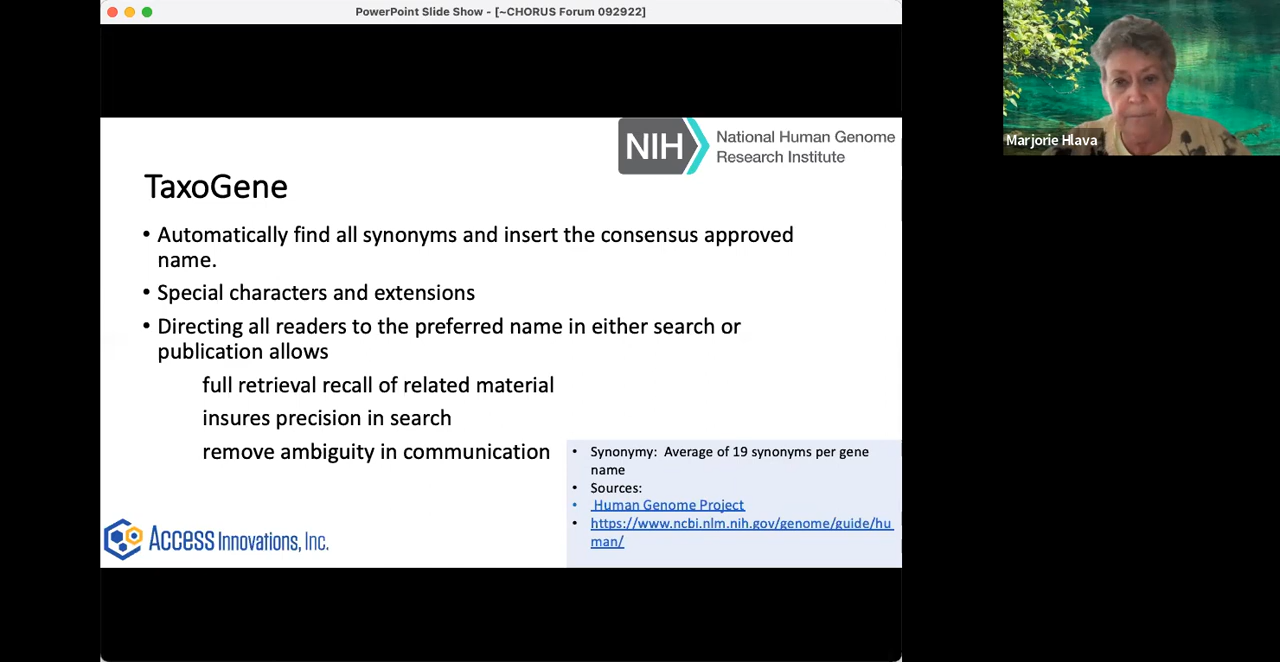 PowerPoint Slide Show - [~CHORUS Forum 092922]
NIH
National Human Genome
Research Institute
Marjorie Hlava
TaxoGene
• Automatically find all synonyms and insert the consensus approved
name.
• Special characters and extensions
• Directing all readers to the preferred name in either search or
publication allows
full retrieval recall of related material
insures precision in search
remove ambiguity in communication
• Synonymy: Average of 19 synonyms per gene
name
• Sources:
• Human Genome Project
• https://www.ncbi.nlm.nih.gov/genome/guide/hu
man/
Access Innovations, Inc.